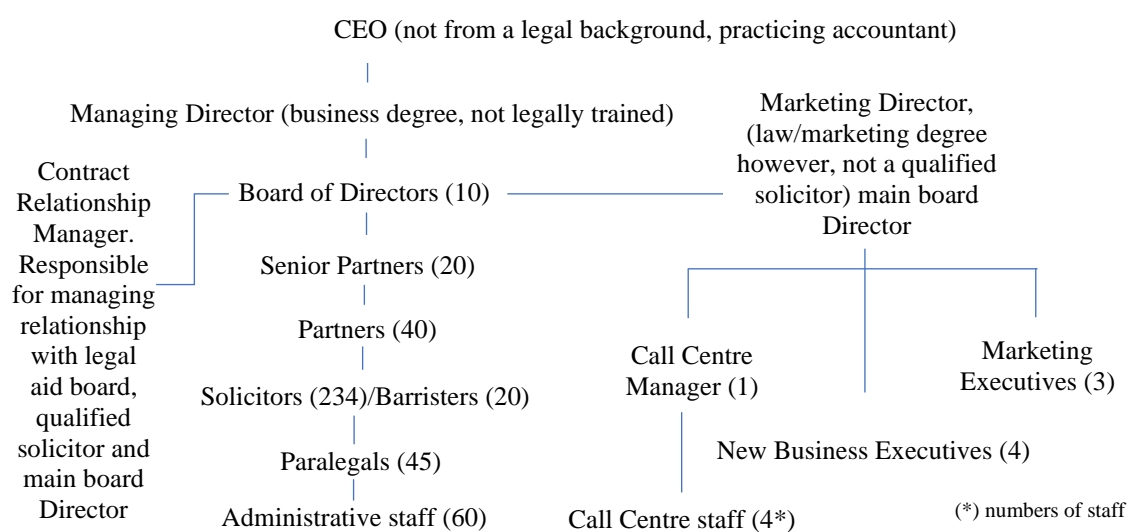 CEO (not from a legal background, practicing accountant)
Managing Director (business degree, not legally trained)
Marketing Director,
(law/marketing degree
however, not a qualified
solicitor) main board
Director
Contract
Relationship
Manager.
Responsible
for managing
relationship
with legal
aid board,
qualified
solicitor and
main board
Director
Board of Directors (10)
Senior Partners (20)
Partners (40)
Solicitors (234)/Barristers (20)
Paralegals (45)
Administrative staff (60)
Call Centre
Manager (1)
Marketing
Executives (3)
New Business Executives (4)
Call Centre staff (4*)
(*) numbers of staff